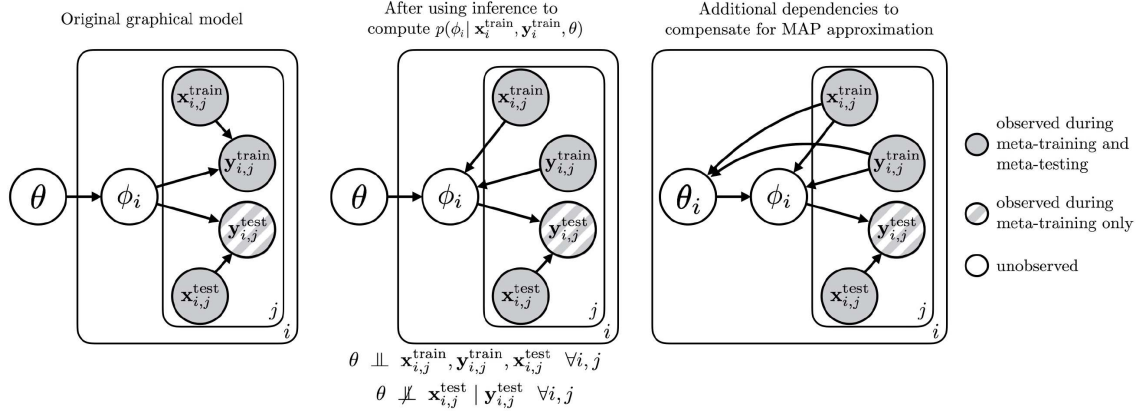 Original graphical model
After using inference to
compute p(ϕ_i | x_i^train, y_i^train, θ)
Additional dependencies to
compensate for MAP approximation
x_{i,j}^train
y_{i,j}^train
θ
ϕ_i
y_{i,j}^test
x_{i,j}^test
j
i
x_{i,j}^train
y_{i,j}^train
θ
ϕ_i
y_{i,j}^test
x_{i,j}^test
j
i
θ ⫫ x_{i,j}^train, y_{i,j}^train, x_{i,j}^test ∀i, j
θ ⫫̸ x_{i,j}^test | y_{i,j}^test ∀i, j
x_{i,j}^train
y_{i,j}^train
θ_i
ϕ_i
y_{i,j}^test
x_{i,j}^test
j
i
observed during
meta-training and
meta-testing
observed during
meta-training only
unobserved